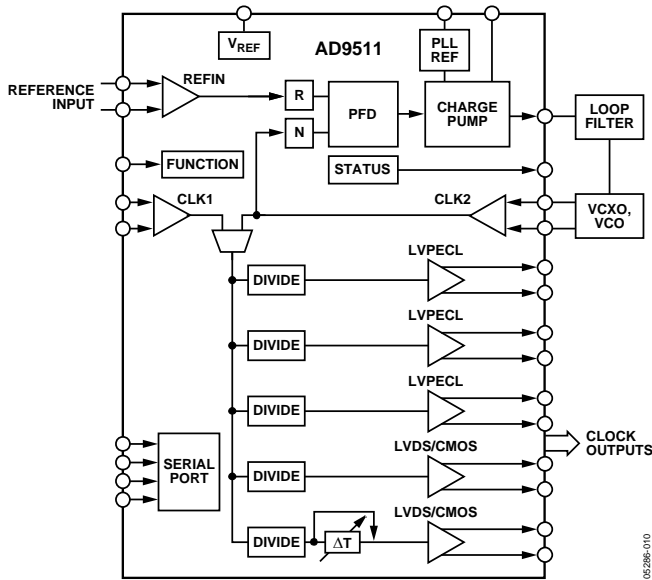 VREF
AD9511
PLL
REF
REFERENCE
INPUT
REFIN
R
N
PFD
CHARGE
PUMP
LOOP
FILTER
FUNCTION
STATUS
CLK1
CLK2
VCXO,
VCO
DIVIDE
LVPECL
DIVIDE
LVPECL
DIVIDE
LVPECL
CLOCK
OUTPUTS
SERIAL
PORT
DIVIDE
LVDS/CMOS
DIVIDE
ΔT
LVDS/CMOS
05286-010